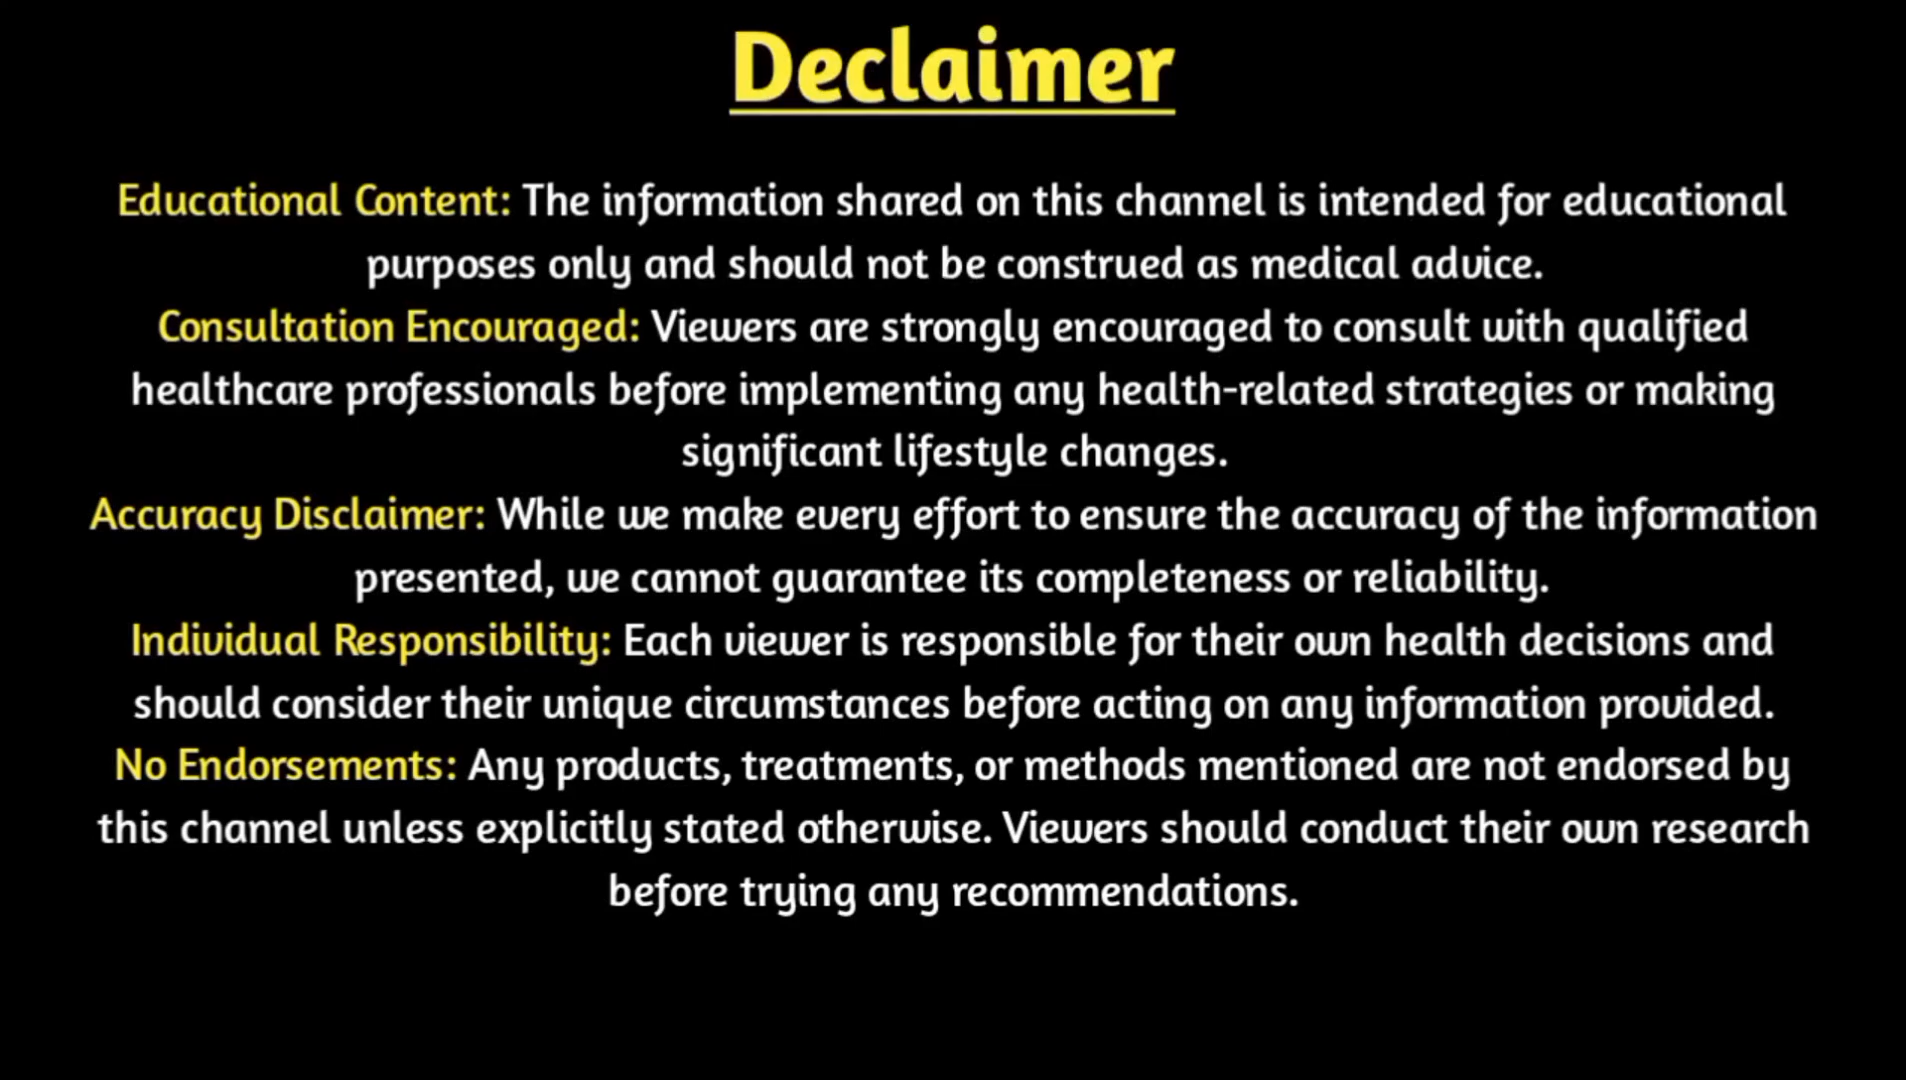 Declaimer
Educational Content: The information shared on this channel is intended for educational
purposes only and should not be construed as medical advice.
Consultation Encouraged: Viewers are strongly encouraged to consult with qualified
healthcare professionals before implementing any health-related strategies or making
significant lifestyle changes.
Accuracy Disclaimer: While we make every effort to ensure the accuracy of the information
presented, we cannot guarantee its completeness or reliability.
Individual Responsibility: Each viewer is responsible for their own health decisions and
should consider their unique circumstances before acting on any information provided.
No Endorsements: Any products, treatments, or methods mentioned are not endorsed by
this channel unless explicitly stated otherwise. Viewers should conduct their own research
before trying any recommendations.